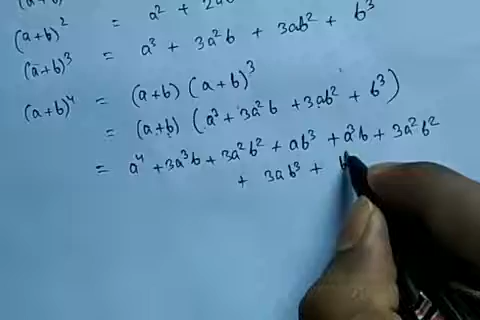 (a+b)² = a² + 2a
(a+b)³ = a³ + 3a²b + 3ab² + b³
(a+b)⁴ = (a+b) (a+b)³
= (a+b) (a³ + 3a²b + 3ab² + b³)
= a⁴ + 3a³b + 3a²b² + ab³ + a³b + 3a²b²
+ 3ab³ + b